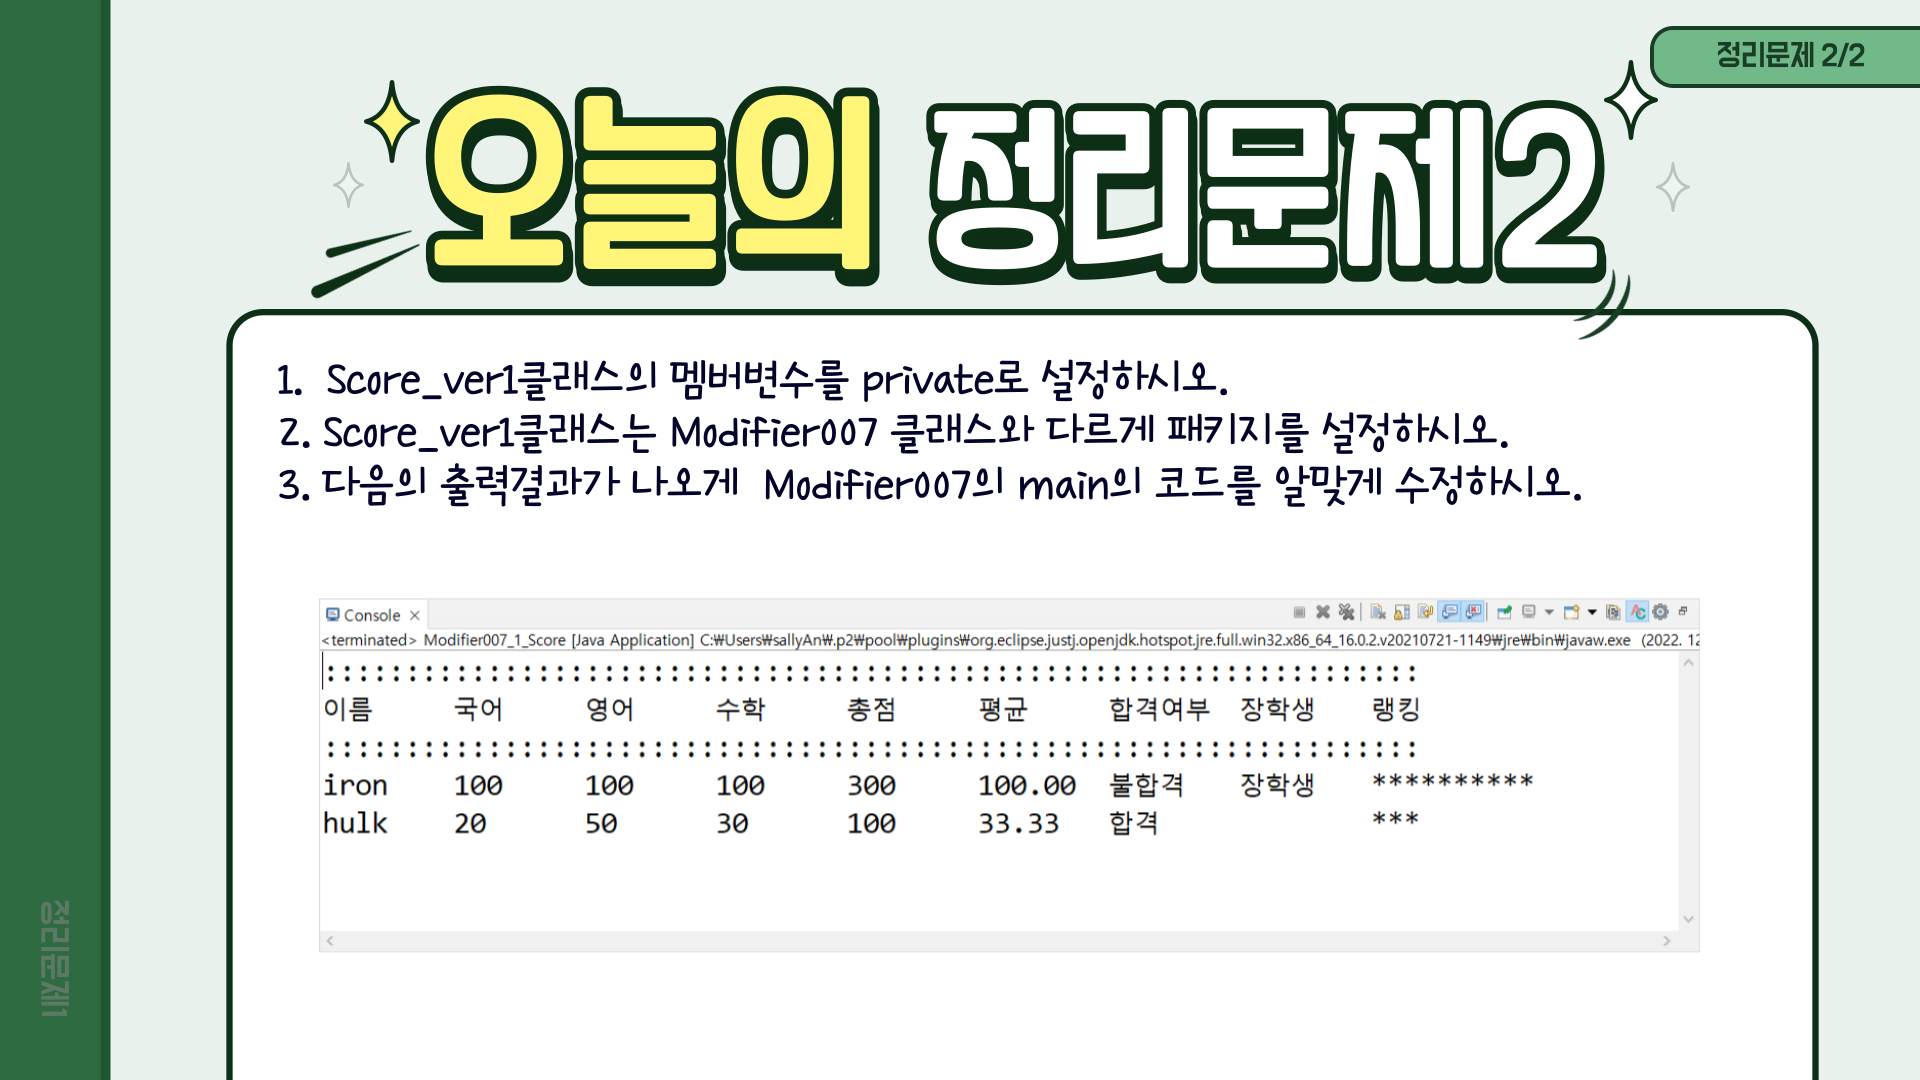 정리문제 2/2
오늘의 정리문제2
1. Score_ver1클래스의 멤버변수를 private로 설정하시오.
2. Score_ver1클래스는 Modifier007 클래스와 다르게 패키지를 설정하시오.
3. 다음의 출력결과가 나오게 Modifier007의 main의 코드를 알맞게 수정하시오.
Console
<terminated> Modifier007_1_Score [Java Application] C:₩Users₩sallyAn₩.p2₩pool₩plugins₩org.eclipse.justj.openjdk.hotspot.jre.full.win32.x86_64_16.0.2.v20210721-1149₩jre₩bin₩javaw.exe (2022. 12
:::::::::::::::::::::::::::::::::::::::::::::::::::::::::::::::::::
이름 국어 영어 수학 총점 평균 합격여부 장학생 랭킹
:::::::::::::::::::::::::::::::::::::::::::::::::::::::::::::::::::
iron 100 100 100 300 100.00 불합격 장학생 **********
hulk 20 50 30 100 33.33 합격 ***
정리문제1